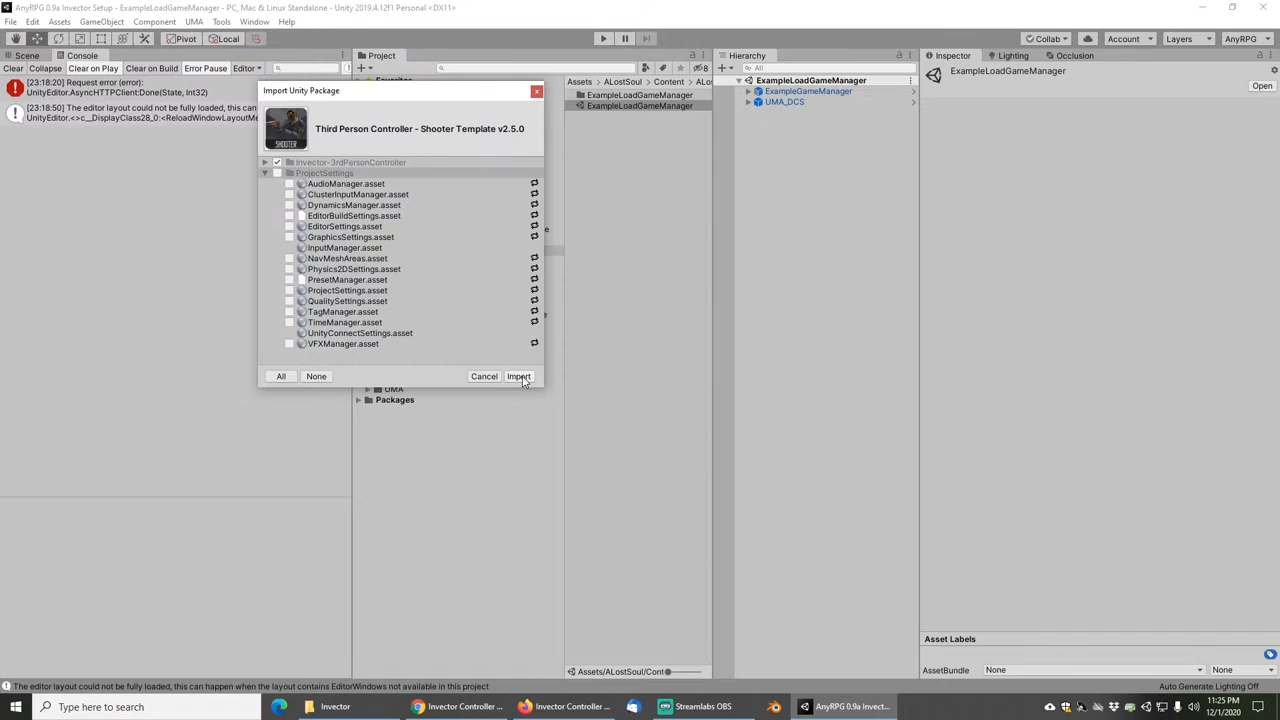 AnyRPG 0.9a Invector Setup - ExampleLoadGameManager - PC, Mac & Linux Standalone - Unity 2019.4.12f1 Personal <DX11>
File Edit Assets GameObject Component UMA Tools Window Help
Pivot Local Collab Account Layers AnyRPG
Scene Console Project Hierarchy Inspector Lighting Occlusion
Clear Collapse Clear on Play Clear on Build Error Pause Editor
All
[23:18:20] Request error (error):
UnityEditor.AsyncHTTPClient:Done(State, Int32)
[23:18:50] The editor layout could not be fully loaded, this can
UnityEditor.<>c__DisplayClass28_0:<ReloadWindowLayoutMe
Assets ALostSoul Content ALos
ExampleLoadGameManager
ExampleLoadGameManager
UMA
Packages
Assets/ALostSoul/Cont
ExampleLoadGameManager
ExampleGameManager
UMA_DCS
ExampleLoadGameManager
Open
Asset Labels
AssetBundle None None
Import Unity Package
SHOOTER
Third Person Controller - Shooter Template v2.5.0
Invector-3rdPersonController
ProjectSettings
AudioManager.asset
ClusterInputManager.asset
DynamicsManager.asset
EditorBuildSettings.asset
EditorSettings.asset
GraphicsSettings.asset
InputManager.asset
NavMeshAreas.asset
Physics2DSettings.asset
PresetManager.asset
ProjectSettings.asset
QualitySettings.asset
TagManager.asset
TimeManager.asset
UnityConnectSettings.asset
VFXManager.asset
All None Cancel Import
The editor layout could not be fully loaded, this can happen when the layout contains EditorWindows not available in this project
Auto Generate Lighting Off
Type here to search
Invector
Invector Controller ...
Invector Controller ...
Streamlabs OBS
AnyRPG 0.9a Invect...
11:25 PM
12/1/2020